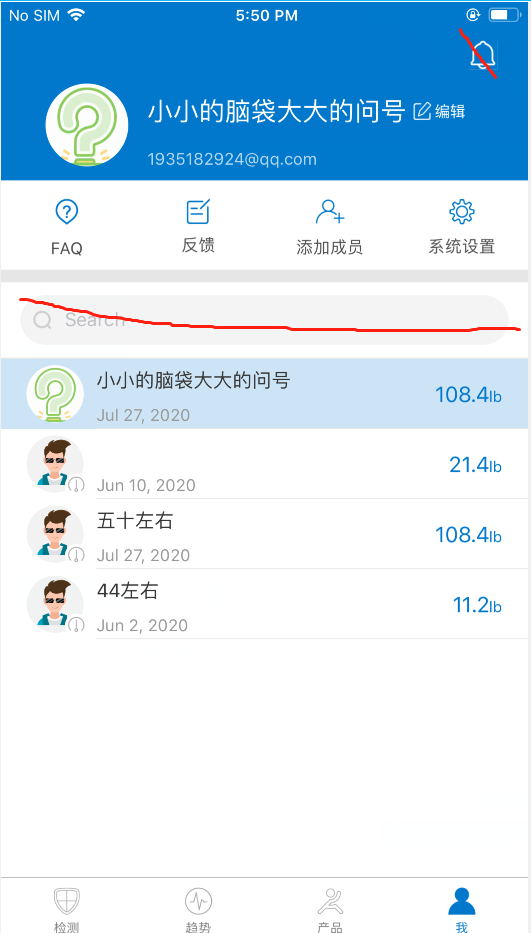 No SIM 5:50 PM
小小的脑袋大大的问号 编辑
1935182924@qq.com
FAQ 反馈 添加成员 系统设置
Search
小小的脑袋大大的问号 108.4lb
Jul 27, 2020
21.4lb
Jun 10, 2020
五十左右 108.4lb
Jul 27, 2020
44左右 11.2lb
Jun 2, 2020
检测 趋势 产品 我